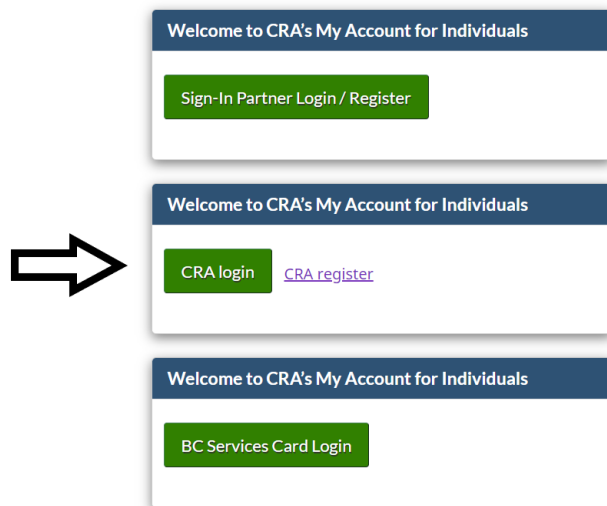 Welcome to CRA's My Account for Individuals
Sign-In Partner Login / Register
Welcome to CRA's My Account for Individuals
CRA login CRA register
Welcome to CRA's My Account for Individuals
BC Services Card Login